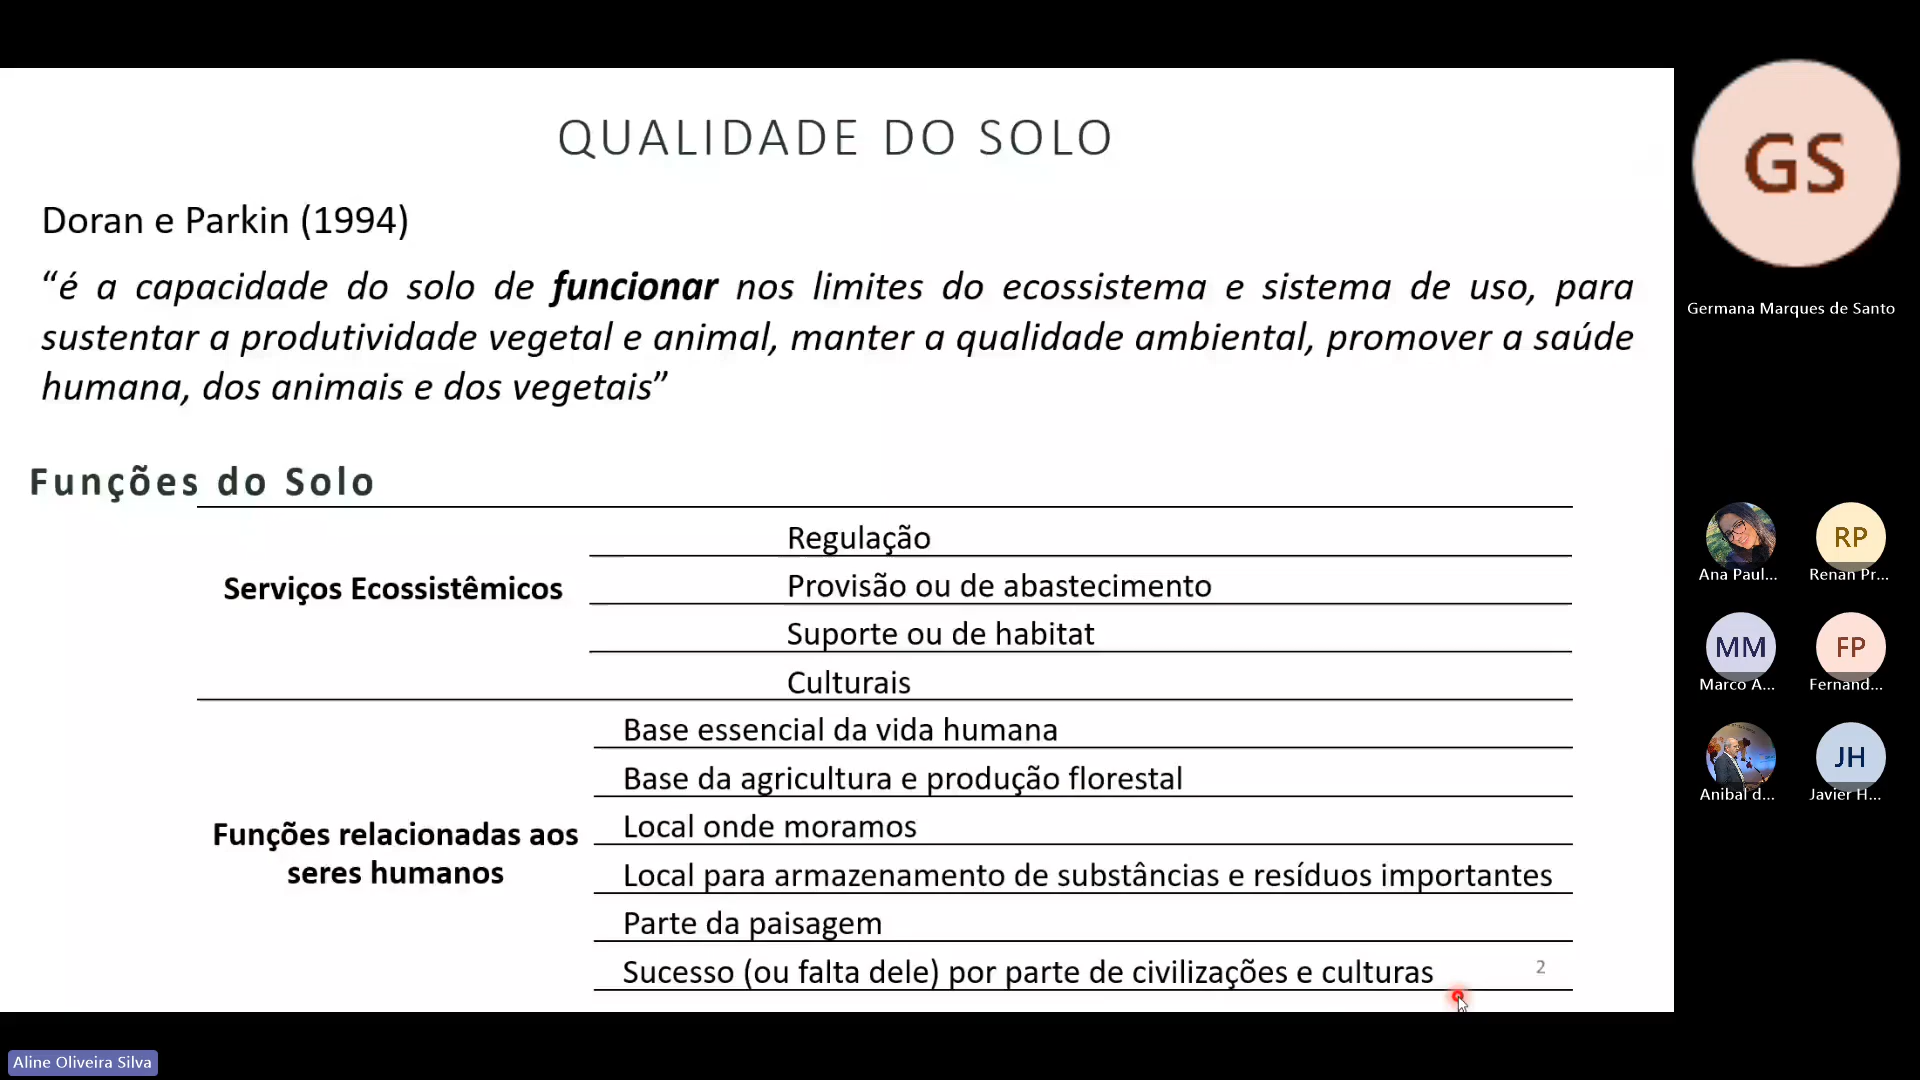 QUALIDADE DO SOLO
Doran e Parkin (1994)
“é a capacidade do solo de funcionar nos limites do ecossistema e sistema de uso, para
sustentar a produtividade vegetal e animal, manter a qualidade ambiental, promover a saúde
humana, dos animais e dos vegetais”
Funções do Solo
Serviços Ecossistêmicos
Regulação
Provisão ou de abastecimento
Suporte ou de habitat
Culturais
Funções relacionadas aos
seres humanos
Base essencial da vida humana
Base da agricultura e produção florestal
Local onde moramos
Local para armazenamento de substâncias e resíduos importantes
Parte da paisagem
Sucesso (ou falta dele) por parte de civilizações e culturas
2
GS
Germana Marques de Santo
Ana Paul...
RP
Renan Pr...
MM
Marco A...
FP
Fernand...
Anibal d...
JH
Javier H...
Aline Oliveira Silva